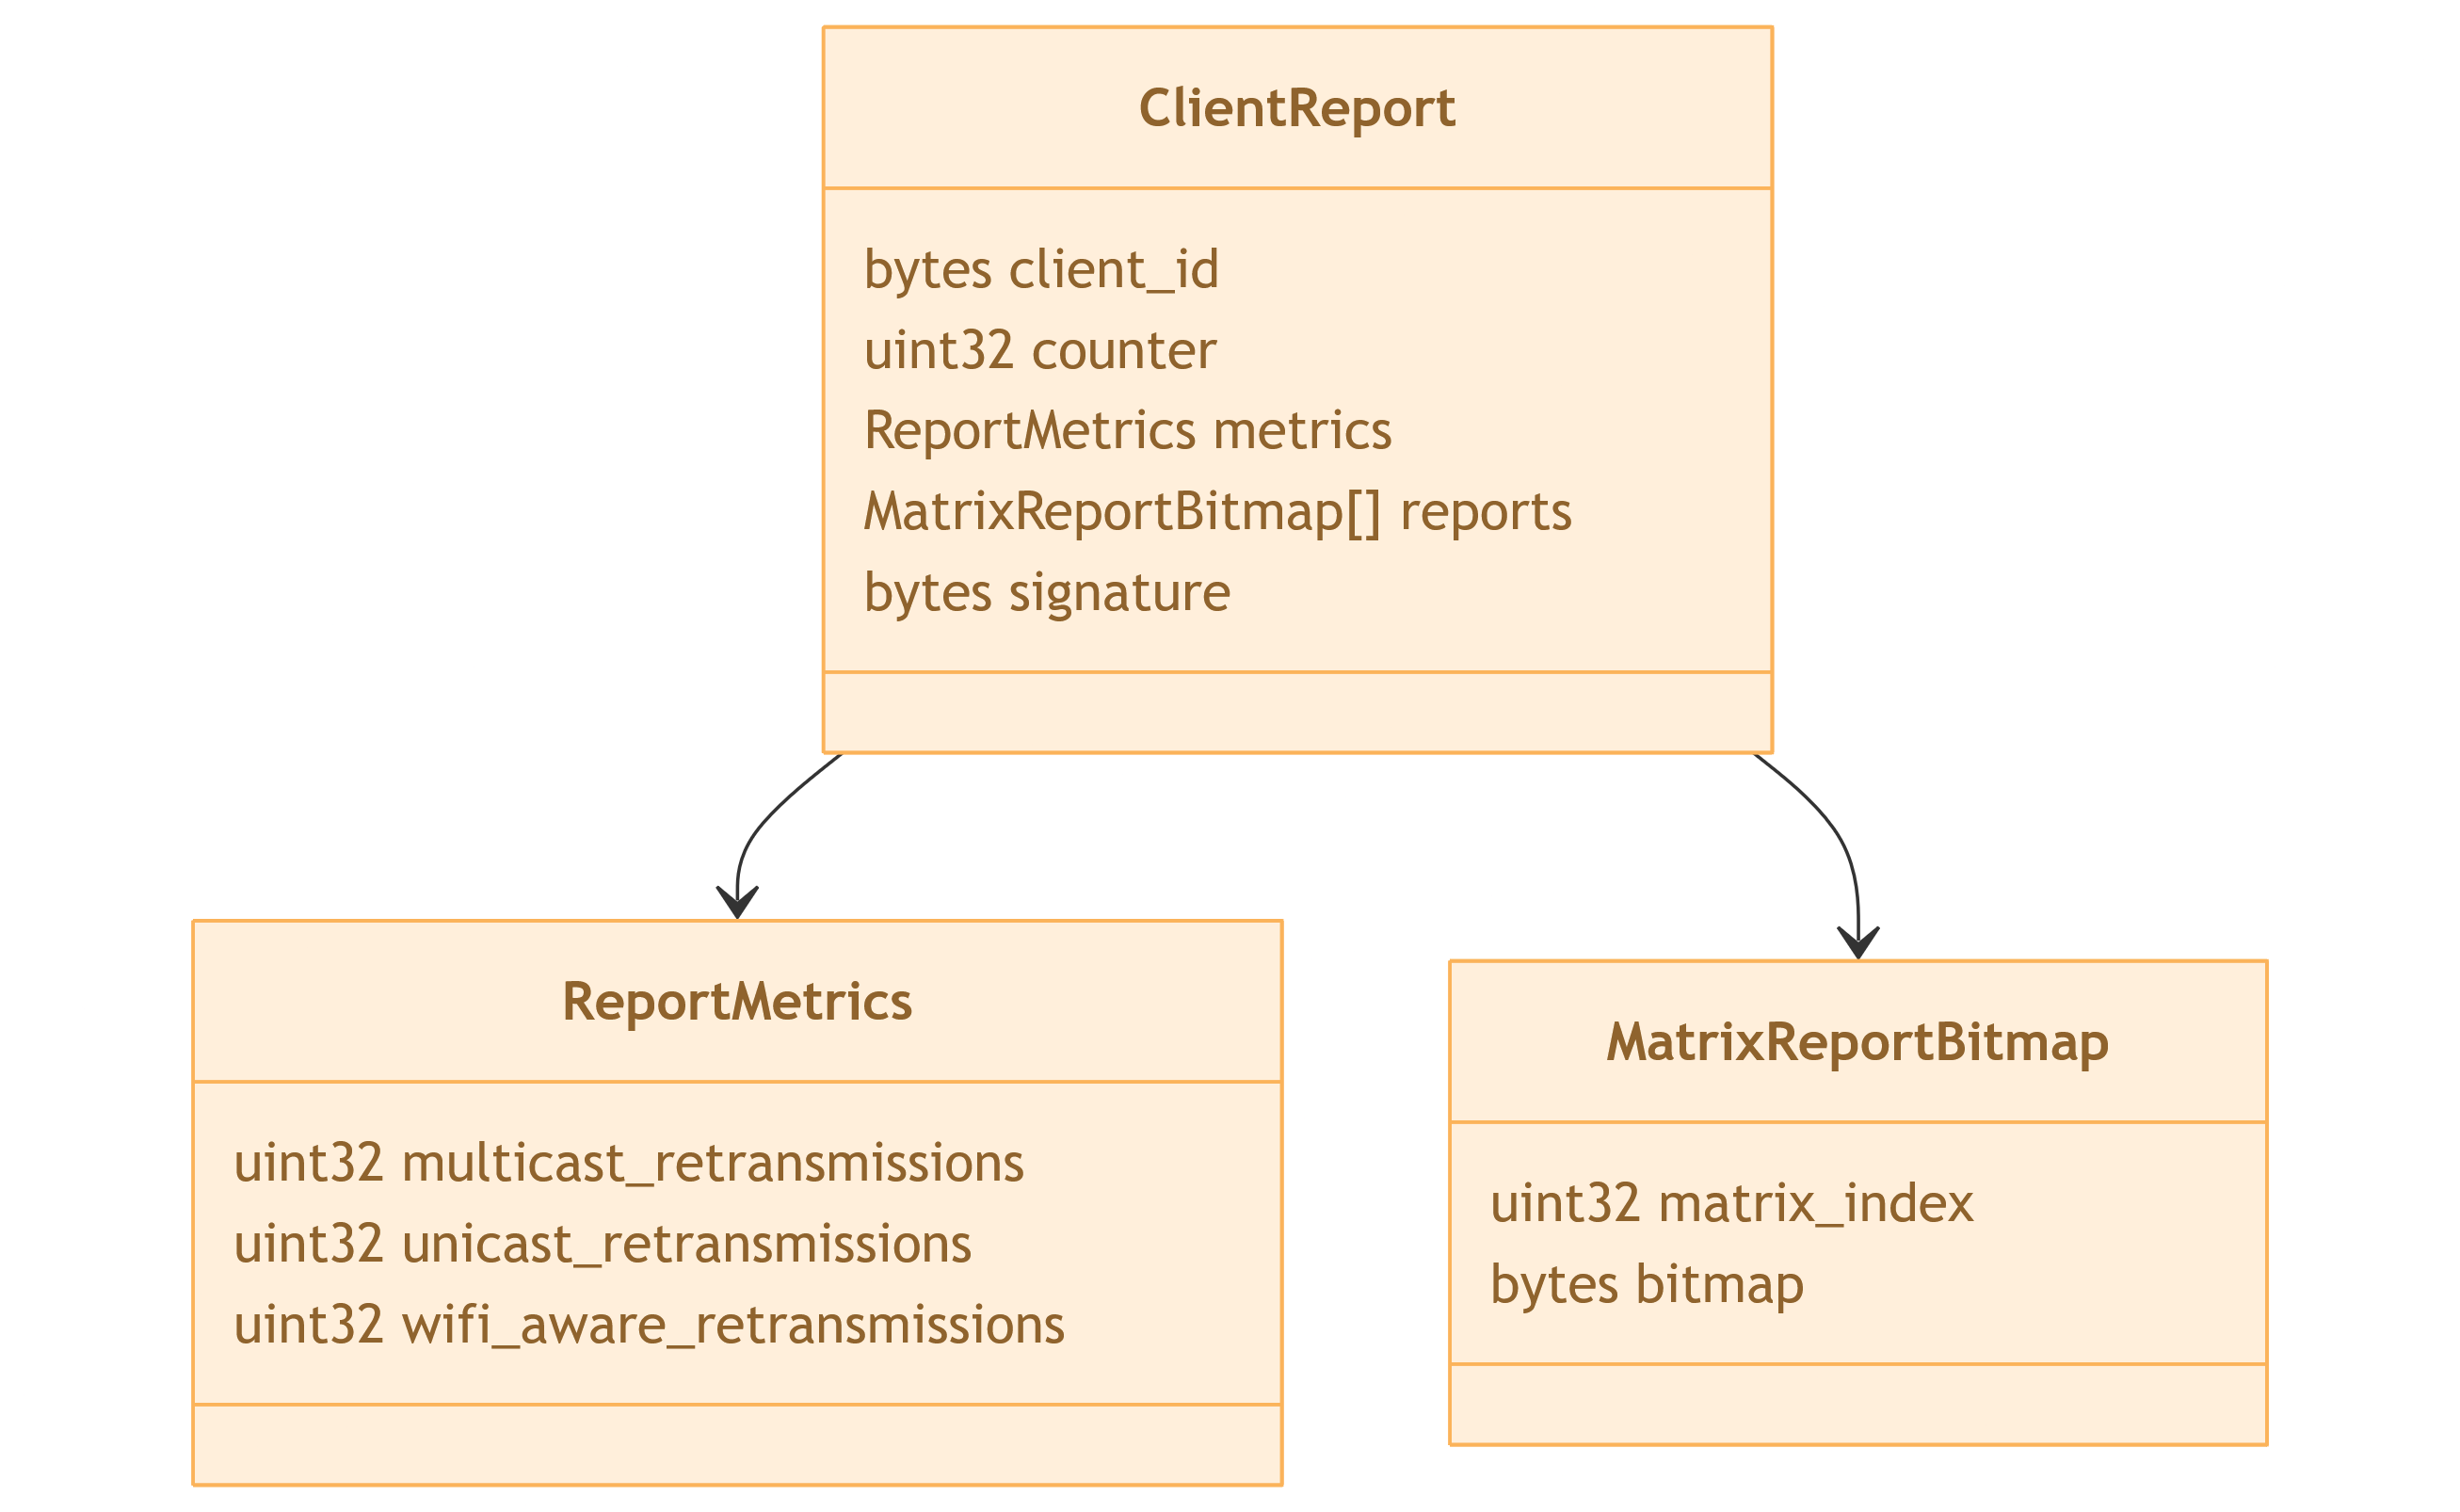 ClientReport
bytes client_id
uint32 counter
ReportMetrics metrics
MatrixReportBitmap[] reports
bytes signature
ReportMetrics
uint32 multicast_retransmissions
uint32 unicast_retransmissions
uint32 wifi_aware_retransmissions
MatrixReportBitmap
uint32 matrix_index
bytes bitmap